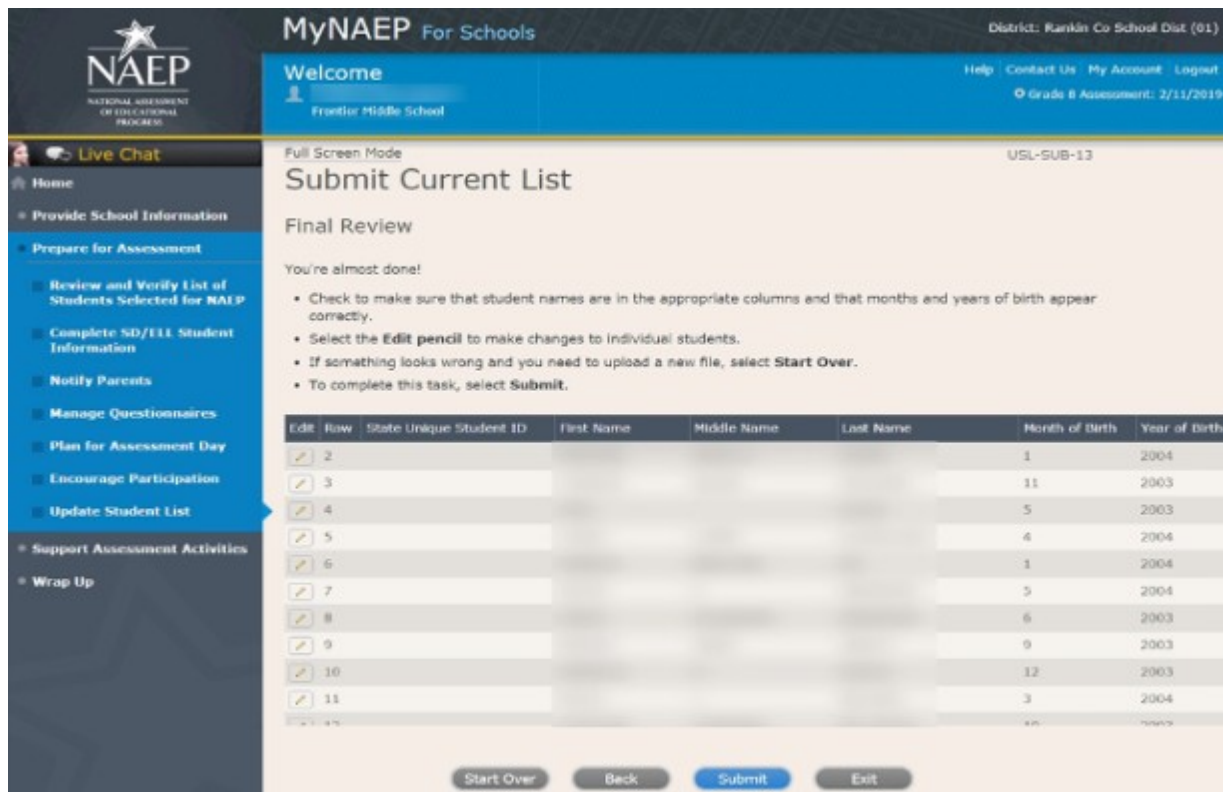 NAEP
NATIONAL ASSESSMENT
OF EDUCATIONAL
PROGRESS
MyNAEP For Schools
District: Rankin Co School Dist (01)
Welcome
Frontier Middle School
Help Contact Us My Account Logout
Grade 8 Assessment: 2/11/2019
Live Chat
Home
Provide School Information
Prepare for Assessment
Review and Verify List of
Students Selected for NAEP
Complete SD/ELL Student
Information
Notify Parents
Manage Questionnaires
Plan for Assessment Day
Encourage Participation
Update Student List
Support Assessment Activities
Wrap Up
Full Screen Mode
USL-SUB-13
Submit Current List
Final Review
You're almost done!
• Check to make sure that student names are in the appropriate columns and that months and years of birth appear
correctly.
• Select the Edit pencil to make changes to individual students.
• If something looks wrong and you need to upload a new file, select Start Over.
• To complete this task, select Submit.
Edit Row State Unique Student ID First Name Middle Name Last Name Month of Birth Year of Birth
2 1 2004
3 11 2003
4 5 2003
5 4 2004
6 1 2004
7 5 2004
8 6 2003
9 9 2003
10 12 2003
11 3 2004
Start Over Back Submit Exit